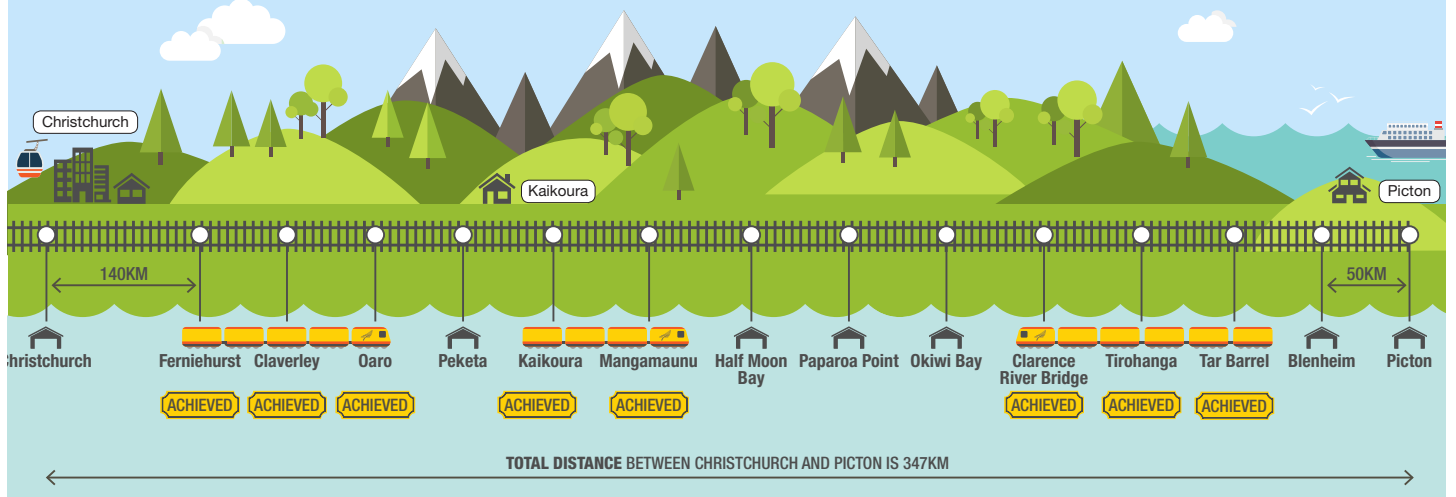 Christchurch
Kaikoura
Picton
140KM
50KM
hristchurch
Ferniehurst
Claverley
Oaro
Peketa
Kaikoura
Mangamaunu
Half Moon
Bay
Paparoa Point
Okiwi Bay
Clarence
River Bridge
Tirohanga
Tar Barrel
Blenheim
Picton
ACHIEVED
ACHIEVED
ACHIEVED
ACHIEVED
ACHIEVED
ACHIEVED
ACHIEVED
ACHIEVED
TOTAL DISTANCE BETWEEN CHRISTCHURCH AND PICTON IS 347KM